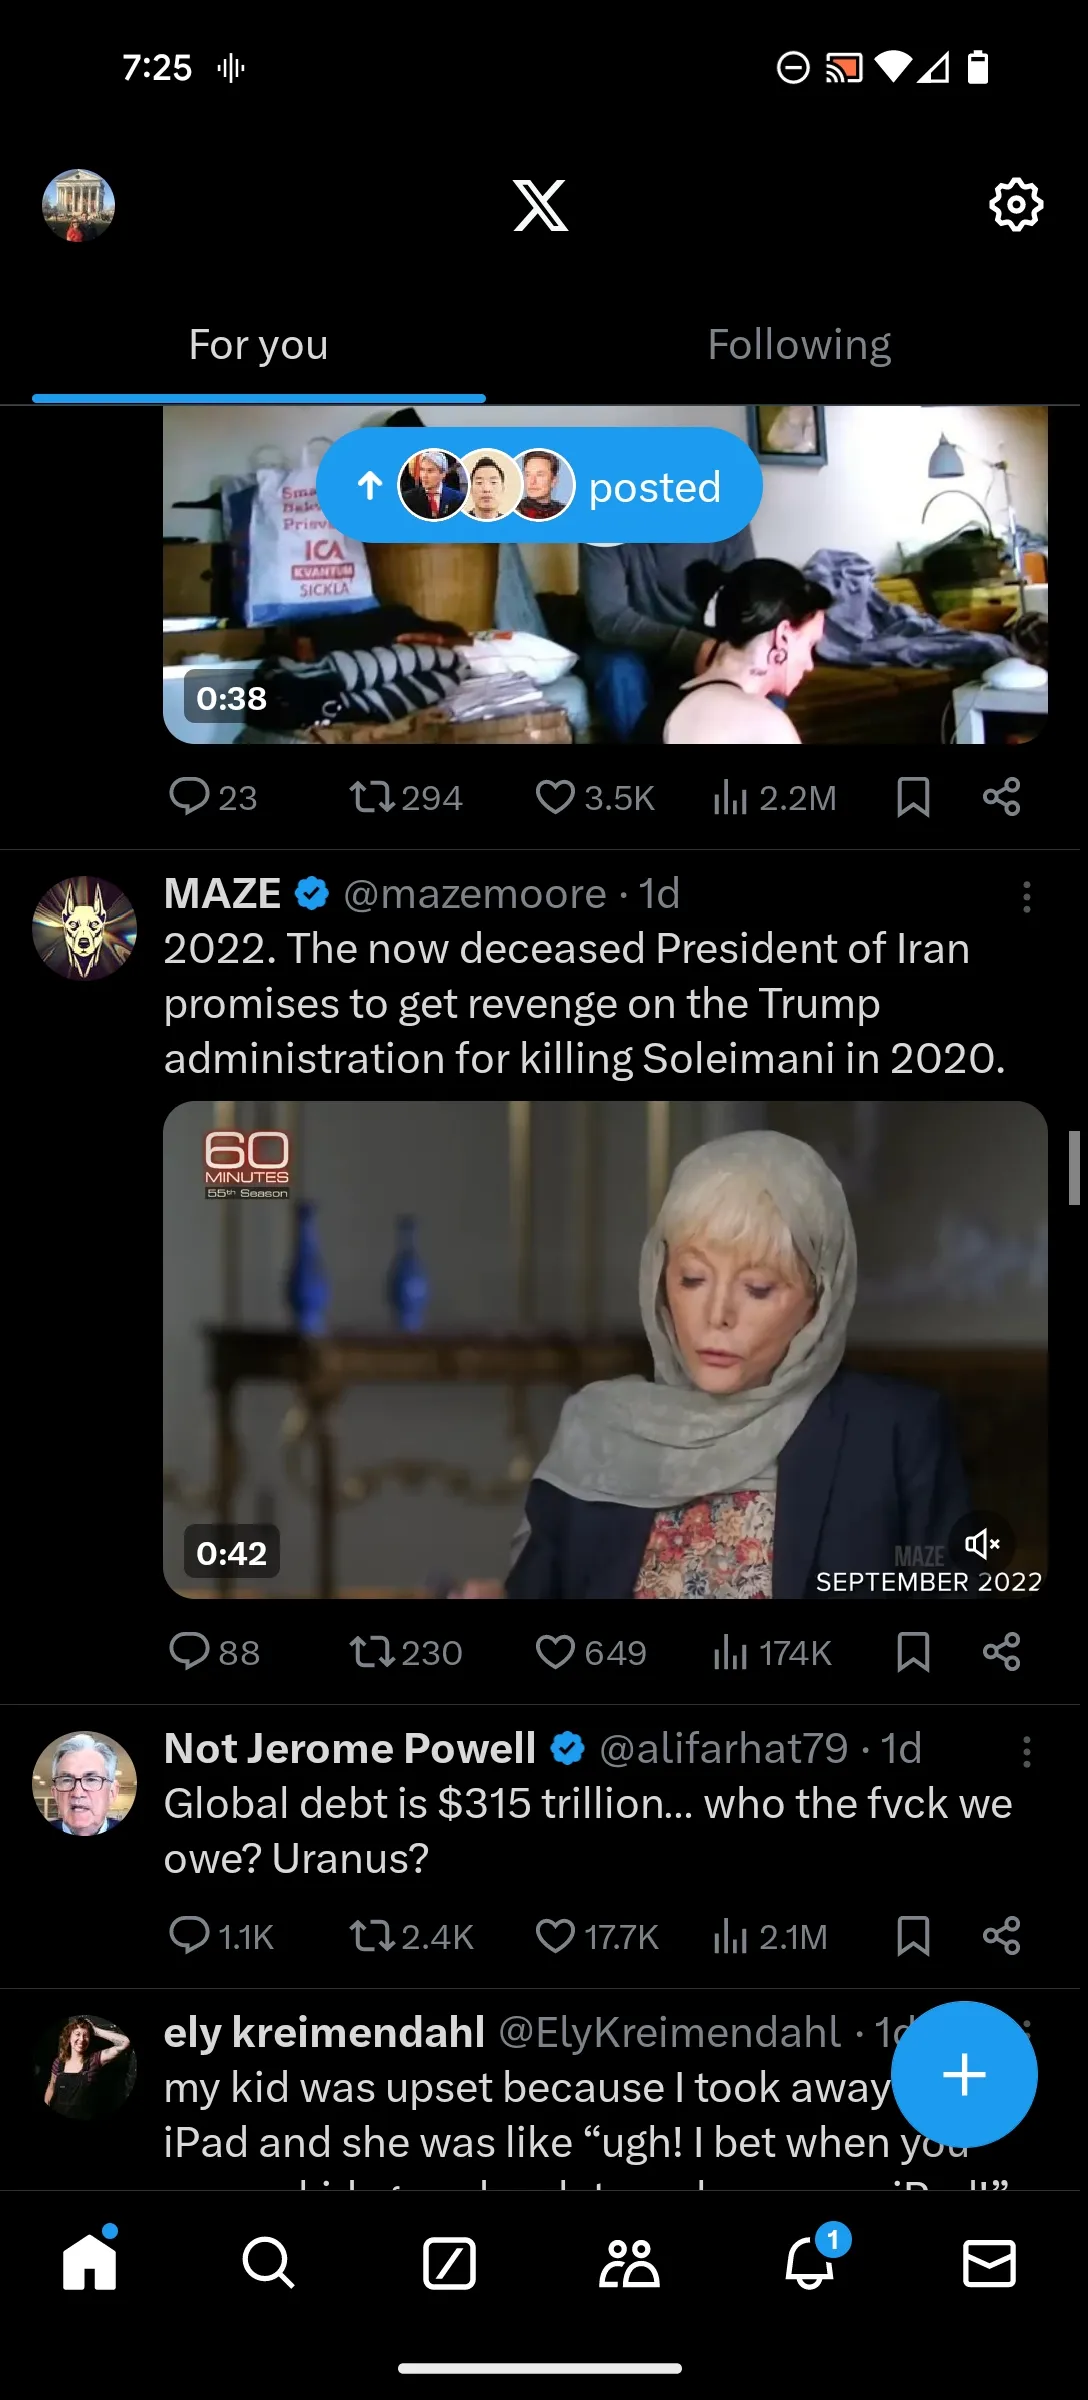 7:25
For you
Following
posted
ICA
KVANTUM
SICKLA
0:38
23 294 3.5K 2.2M
MAZE @mazemoore · 1d
2022. The now deceased President of Iran
promises to get revenge on the Trump
administration for killing Soleimani in 2020.
60
MINUTES
55th Season
0:42
MAZE
SEPTEMBER 2022
88 230 649 174K
Not Jerome Powell @alifarhat79 · 1d
Global debt is $315 trillion... who the fvck we
owe? Uranus?
1.1K 2.4K 17.7K 2.1M
ely kreimendahl @ElyKreimendahl · 1d
my kid was upset because I took away
iPad and she was like “ugh! I bet when you
1